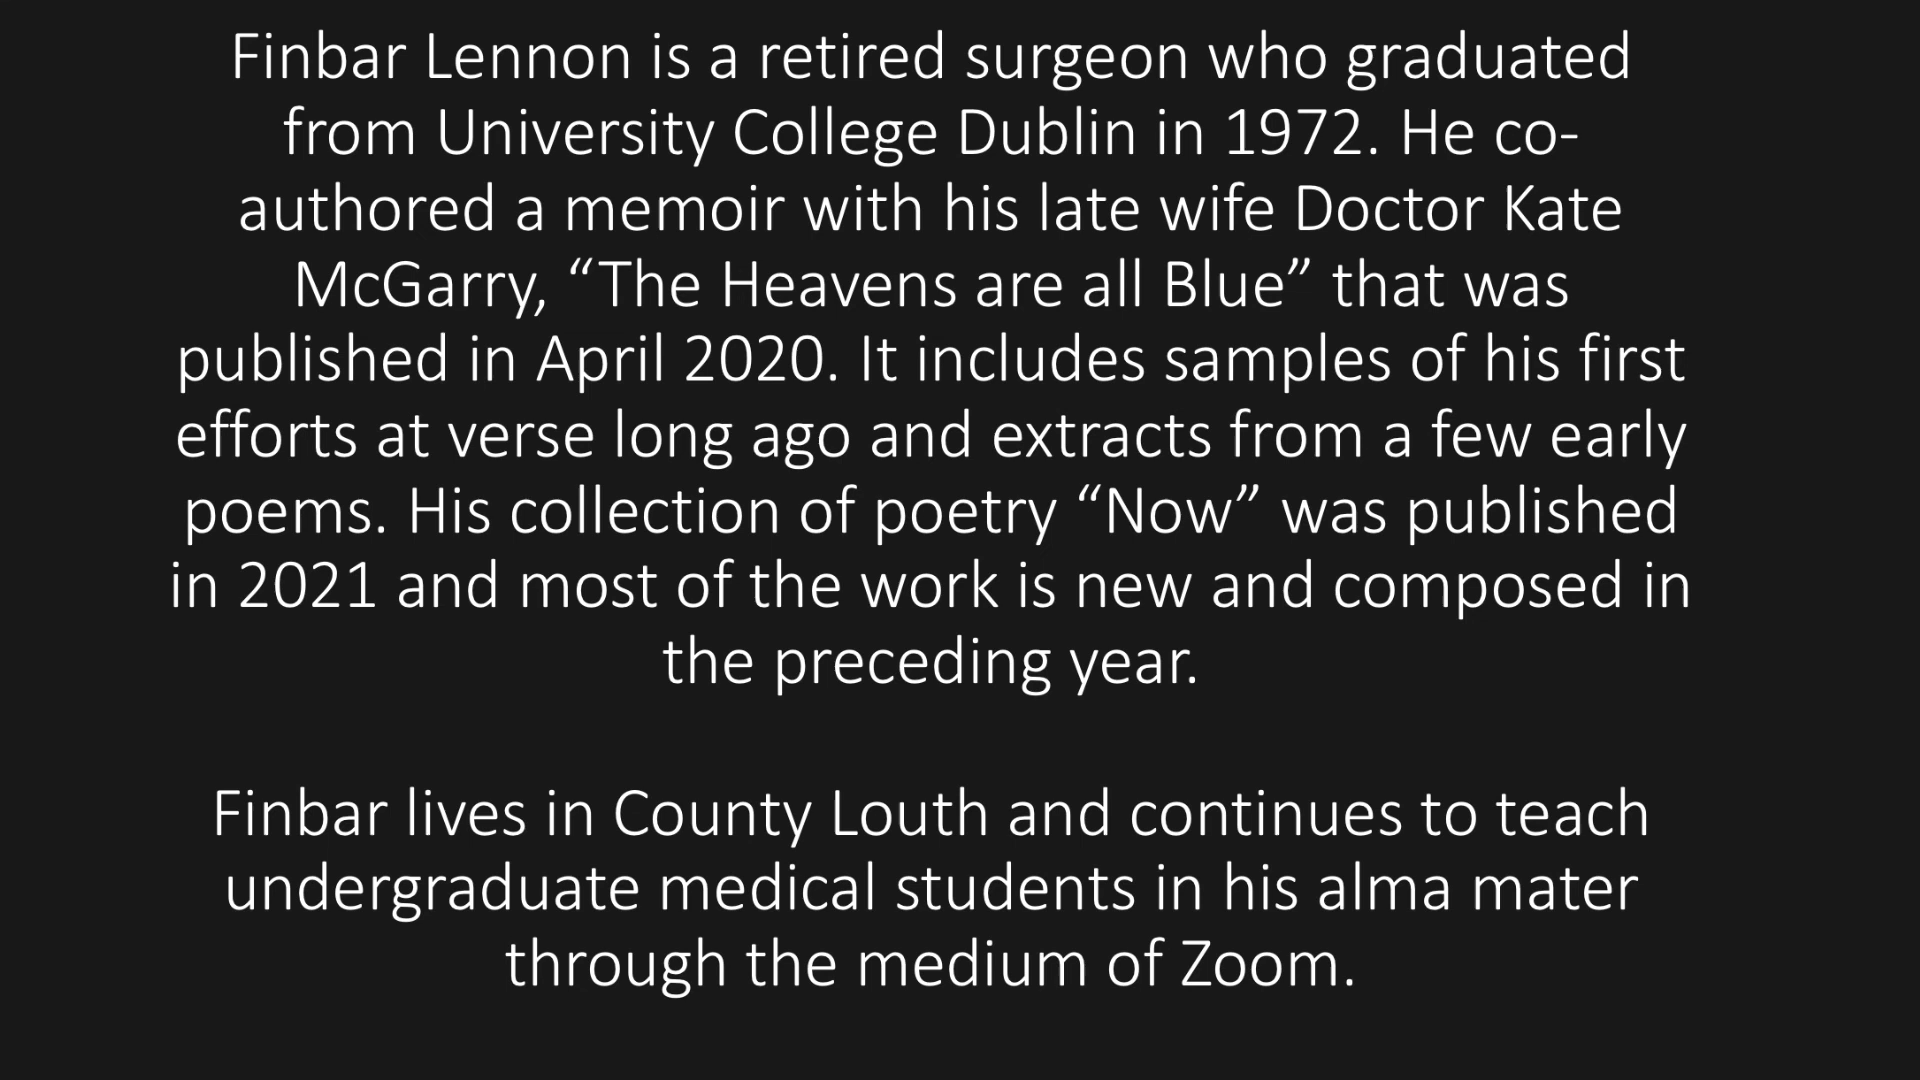 Finbar Lennon is a retired surgeon who graduated
from University College Dublin in 1972. He co-
authored a memoir with his late wife Doctor Kate
McGarry, “The Heavens are all Blue” that was
published in April 2020. It includes samples of his first
efforts at verse long ago and extracts from a few early
poems. His collection of poetry “Now” was published
in 2021 and most of the work is new and composed in
the preceding year.
Finbar lives in County Louth and continues to teach
undergraduate medical students in his alma mater
through the medium of Zoom.